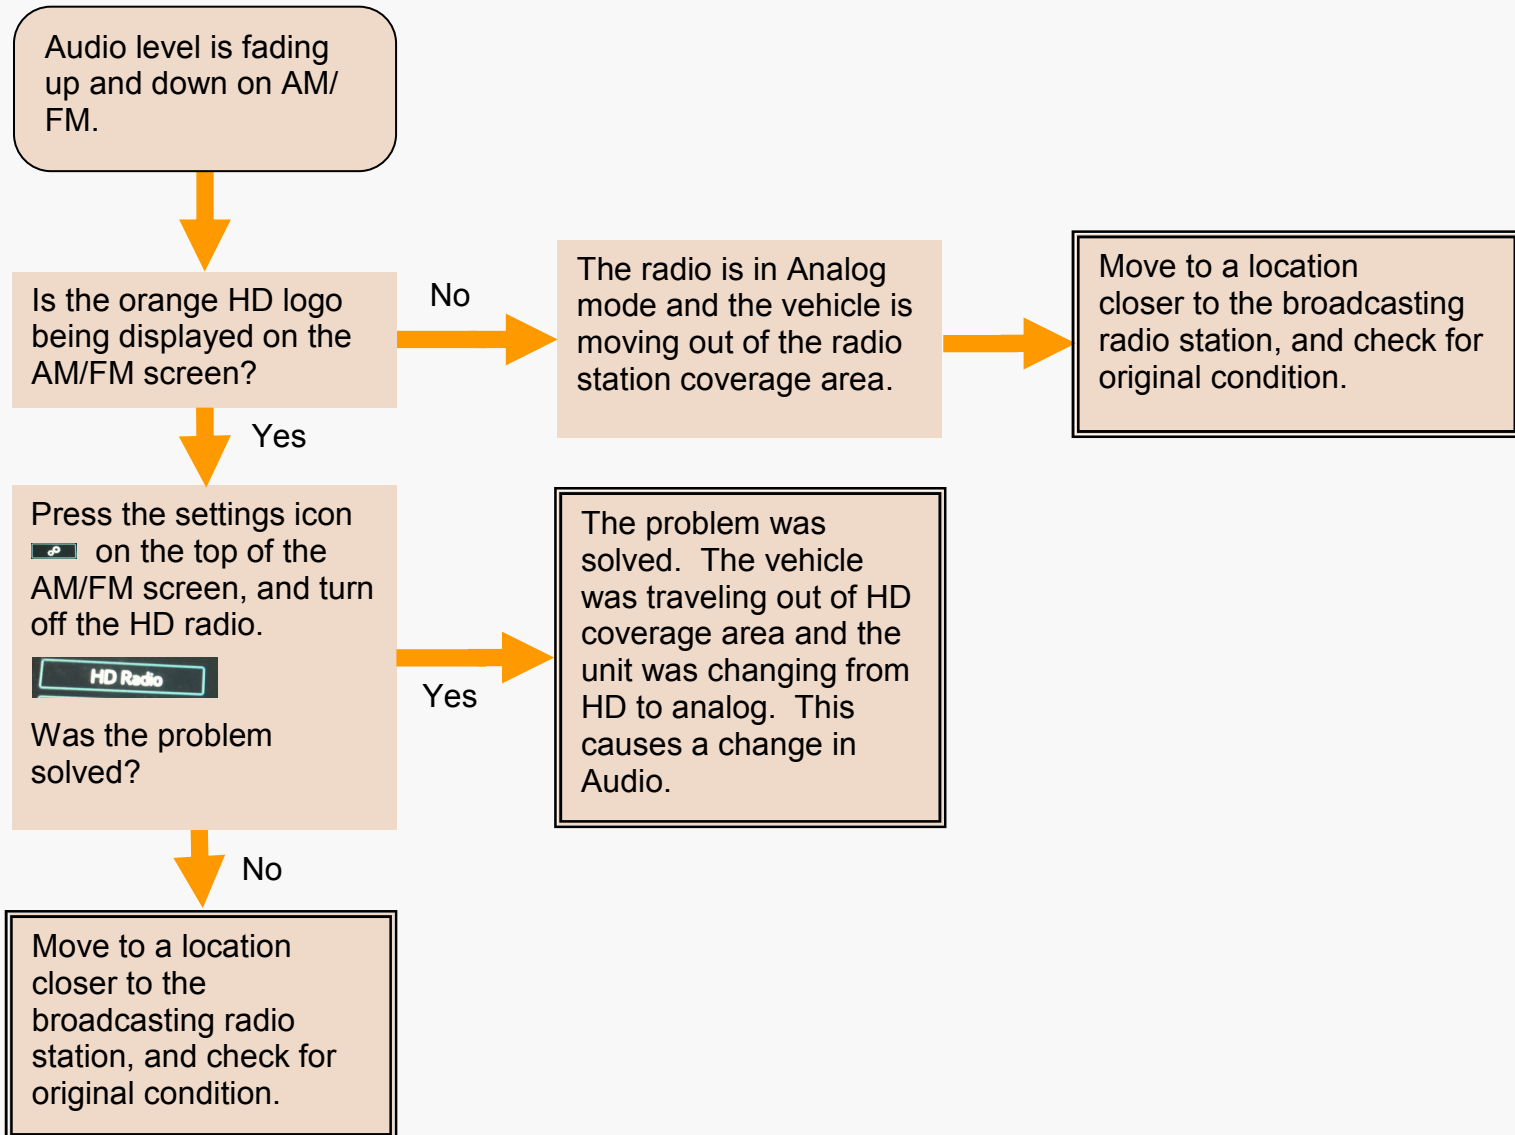 Audio level is fading
up and down on AM/
FM.
Is the orange HD logo
being displayed on the
AM/FM screen?
No
The radio is in Analog
mode and the vehicle is
moving out of the radio
station coverage area.
Move to a location
closer to the broadcasting
radio station, and check for
original condition.
Yes
Press the settings icon
on the top of the
AM/FM screen, and turn
off the HD radio.
HD Radio
Was the problem
solved?
Yes
The problem was
solved.  The vehicle
was traveling out of HD
coverage area and the
unit was changing from
HD to analog.  This
causes a change in
Audio.
No
Move to a location
closer to the
broadcasting radio
station, and check for
original condition.